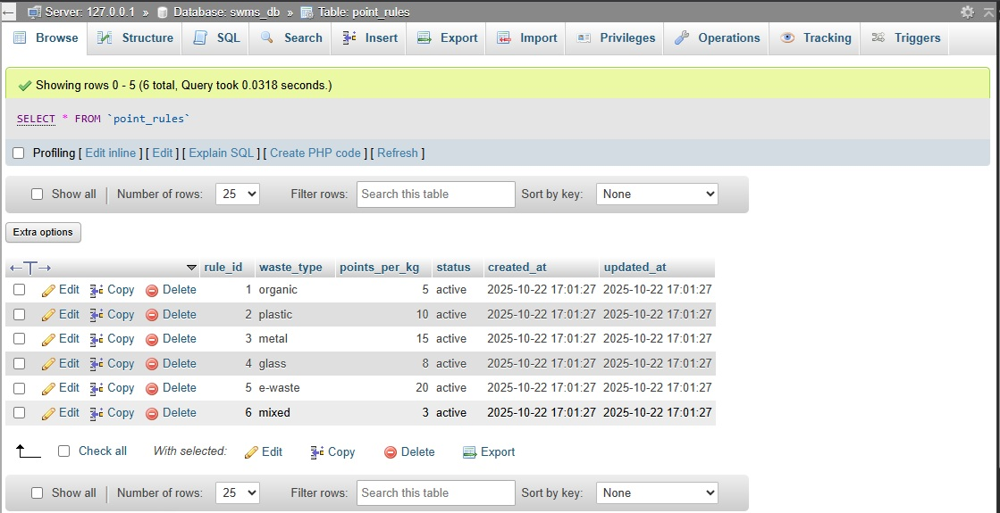 Server: 127.0.0.1 » Database: swms_db » Table: point_rules
Browse Structure SQL Search Insert Export Import Privileges Operations Tracking Triggers
Showing rows 0 - 5 (6 total, Query took 0.0318 seconds.)
SELECT * FROM `point_rules`
Profiling [ Edit inline ] [ Edit ] [ Explain SQL ] [ Create PHP code ] [ Refresh ]
Show all Number of rows: 25 Filter rows: Search this table Sort by key: None
Extra options
rule_id waste_type points_per_kg status created_at updated_at
Edit Copy Delete 1 organic 5 active 2025-10-22 17:01:27 2025-10-22 17:01:27
Edit Copy Delete 2 plastic 10 active 2025-10-22 17:01:27 2025-10-22 17:01:27
Edit Copy Delete 3 metal 15 active 2025-10-22 17:01:27 2025-10-22 17:01:27
Edit Copy Delete 4 glass 8 active 2025-10-22 17:01:27 2025-10-22 17:01:27
Edit Copy Delete 5 e-waste 20 active 2025-10-22 17:01:27 2025-10-22 17:01:27
Edit Copy Delete 6 mixed 3 active 2025-10-22 17:01:27 2025-10-22 17:01:27
Check all With selected: Edit Copy Delete Export
Show all Number of rows: 25 Filter rows: Search this table Sort by key: None